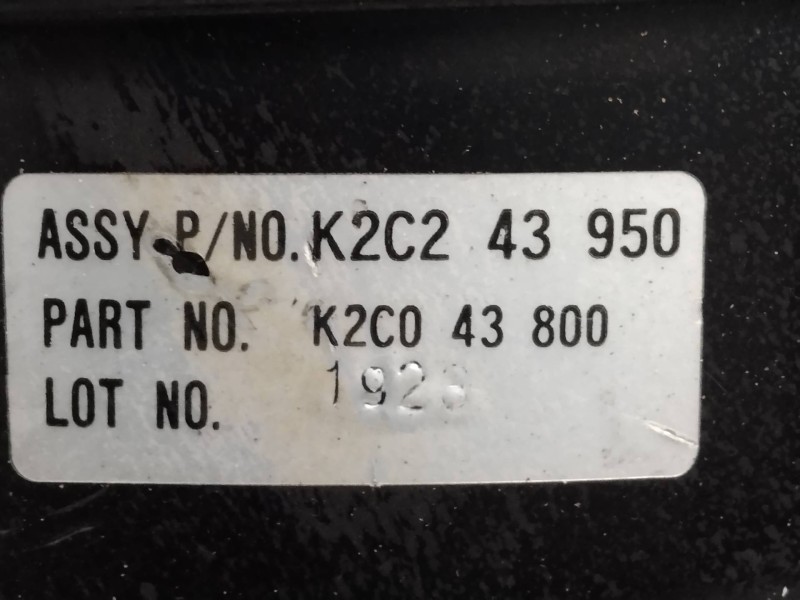 ASSY P/NO. K2C2 43 950
PART NO. K2C0 43 800
LOT NO.